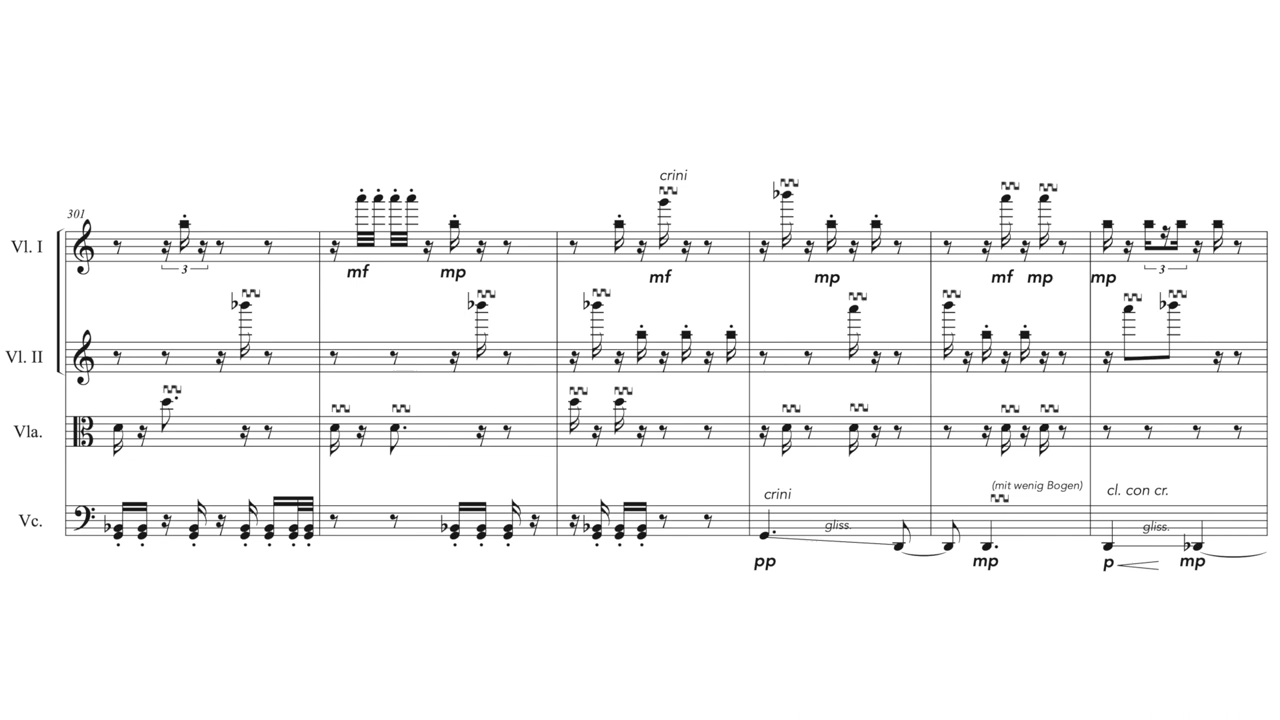 crini
301
Vl. I
3
mf
mp
mf
mp
mf
mp
mp
3
Vl. II
Vla.
(mit wenig Bogen)
crini
cl. con cr.
Vc.
gliss.
gliss.
pp
mp
p
mp